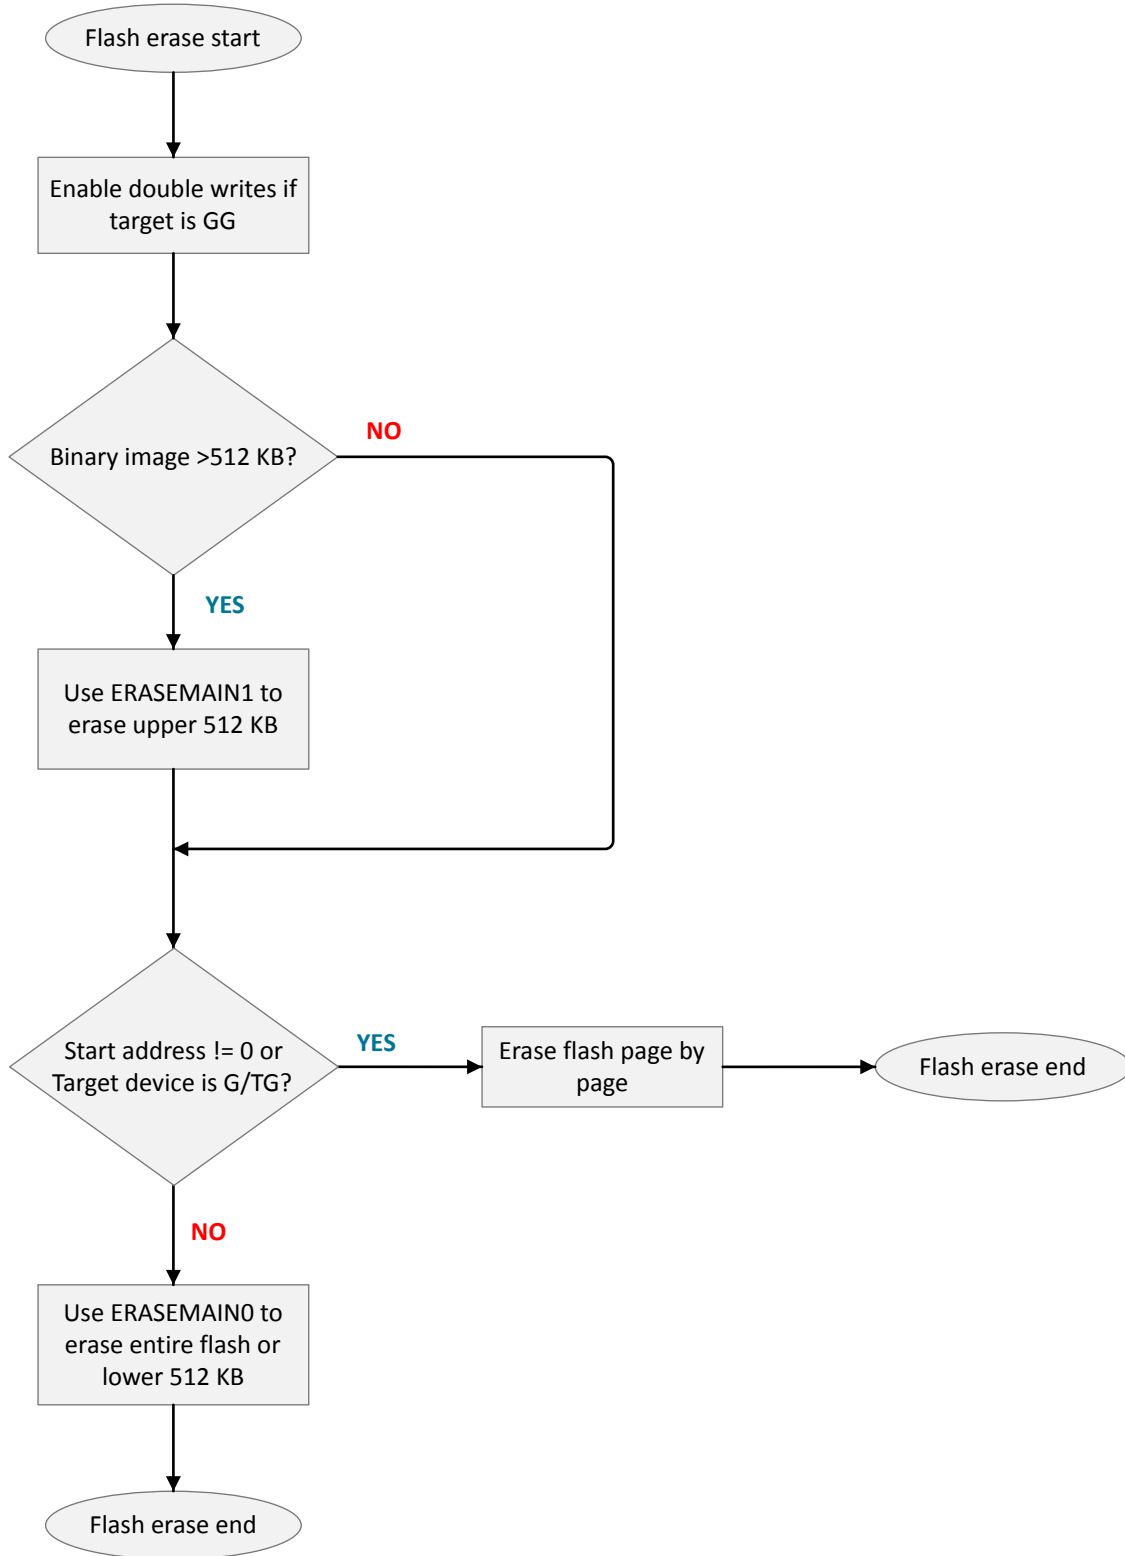 Flash erase start
Enable double writes if
target is GG
Binary image >512 KB?
NO
YES
Use ERASEMAIN1 to
erase upper 512 KB
Start address != 0 or
Target device is G/TG?
YES
Erase flash page by
page
Flash erase end
NO
Use ERASEMAIN0 to
erase entire flash or
lower 512 KB
Flash erase end